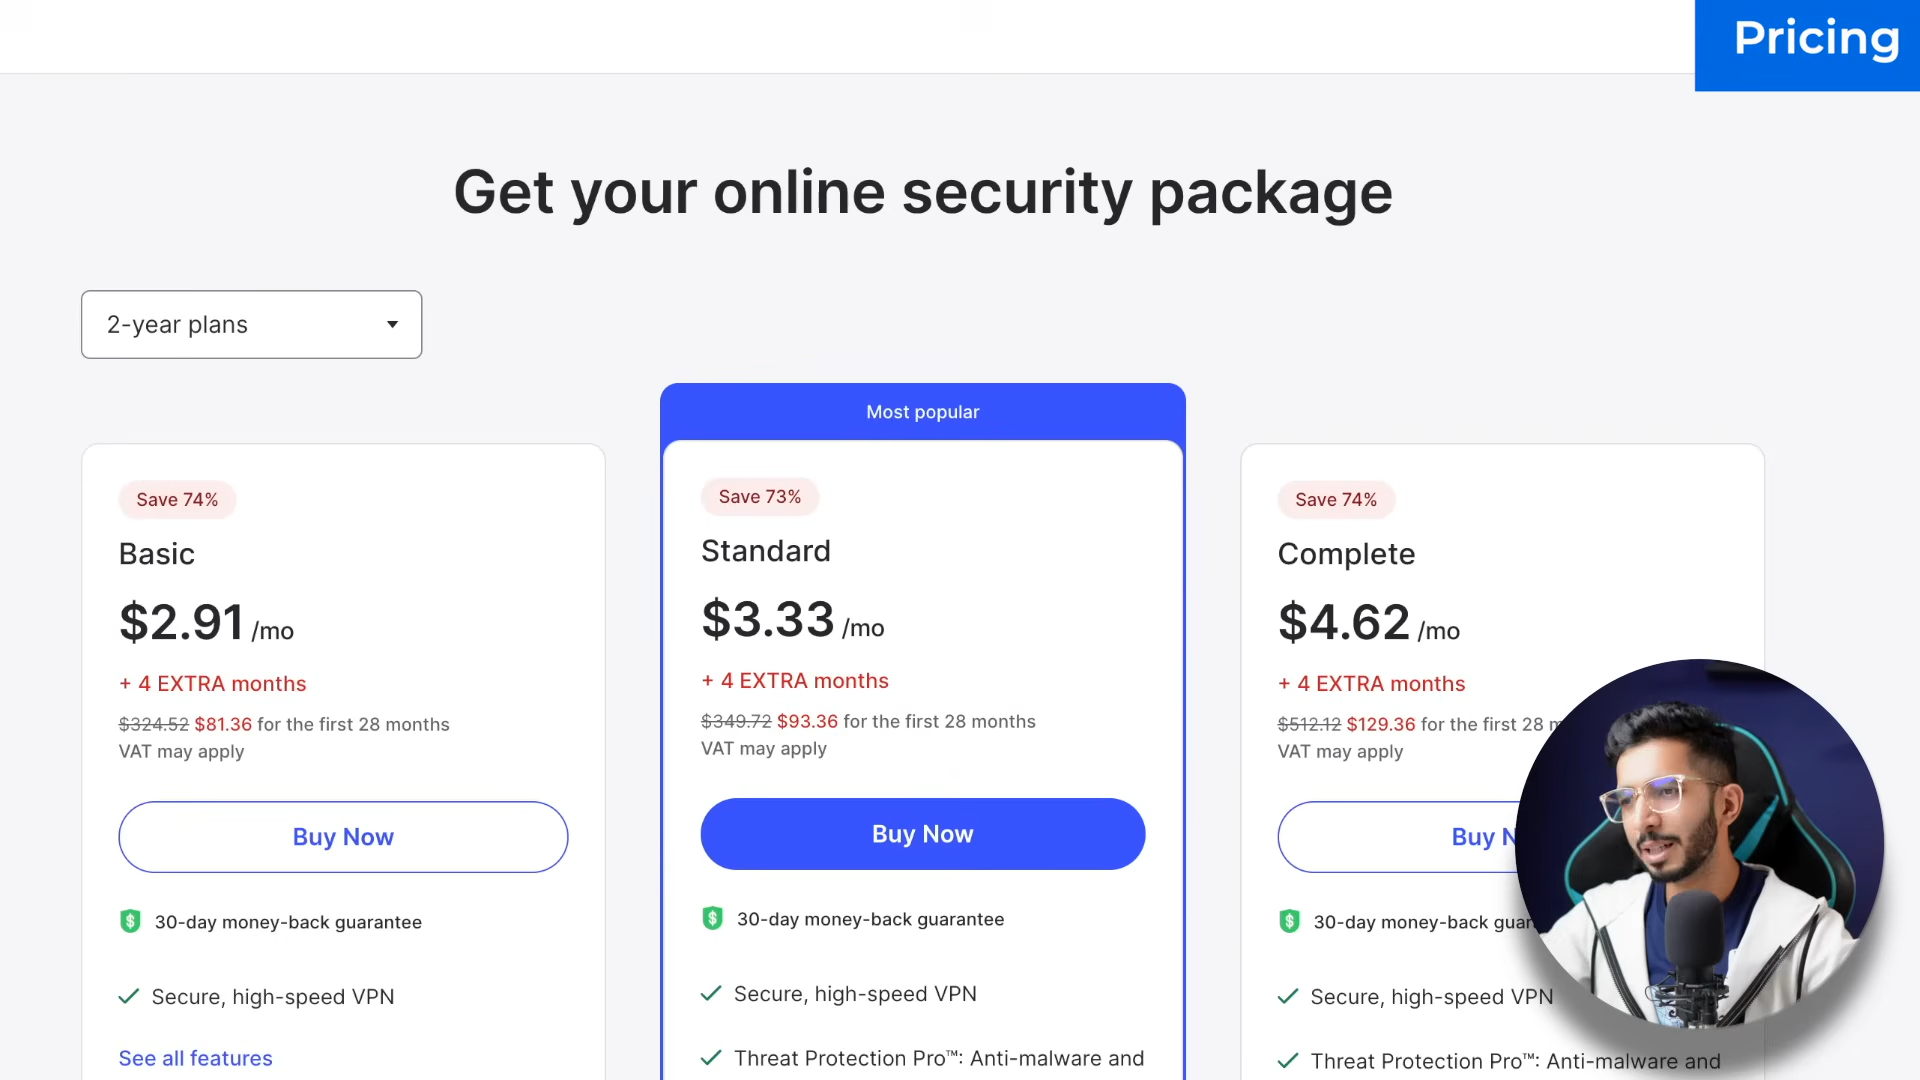 Pricing
Get your online security package
2-year plans
Most popular
Save 74%
Basic
$2.91 /mo
+ 4 EXTRA months
$324.52 $81.36 for the first 28 months
VAT may apply
Buy Now
30-day money-back guarantee
Secure, high-speed VPN
See all features
Save 73%
Standard
$3.33 /mo
+ 4 EXTRA months
$349.72 $93.36 for the first 28 months
VAT may apply
Buy Now
30-day money-back guarantee
Secure, high-speed VPN
Threat Protection Pro™: Anti-malware and
Save 74%
Complete
$4.62 /mo
+ 4 EXTRA months
$512.12 $129.36 for the first 28
VAT may apply
Buy
30-day money-back
Secure, high-speed VPN
Threat Protection Pro™: Anti-malware and